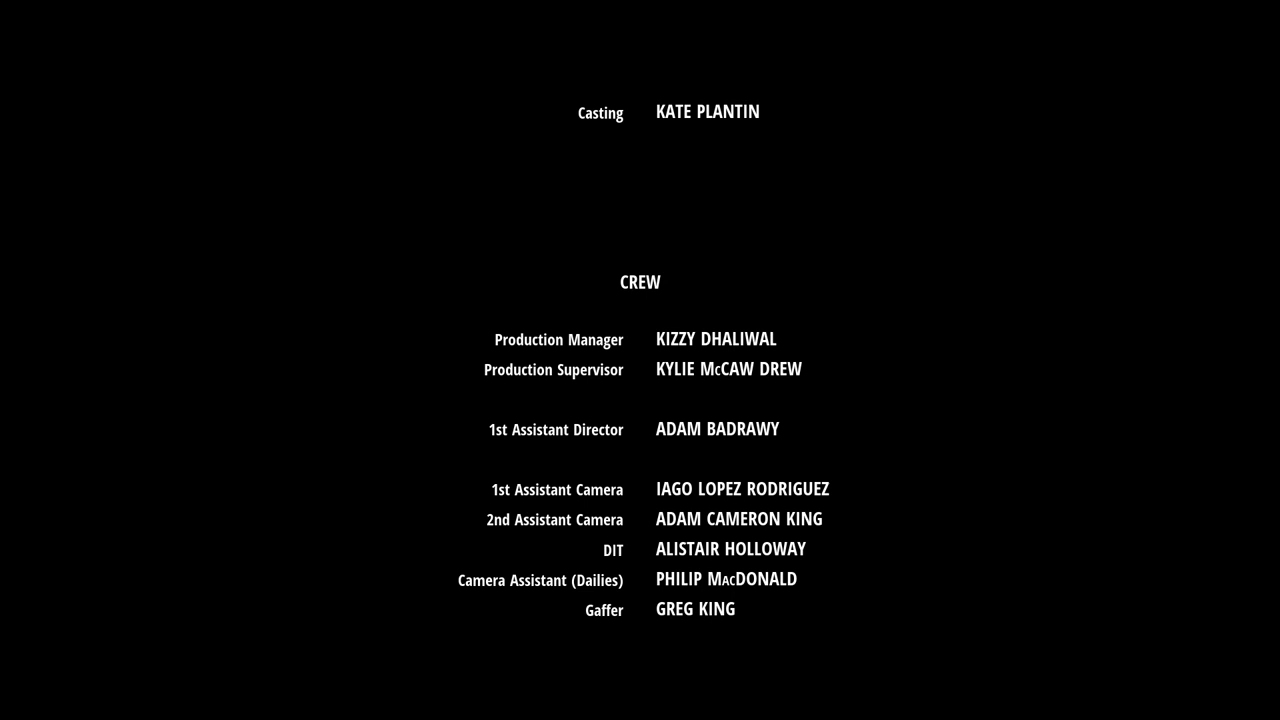 Casting KATE PLANTIN
CREW
Production Manager KIZZY DHALIWAL
Production Supervisor KYLIE McCAW DREW
1st Assistant Director ADAM BADRAWY
1st Assistant Camera IAGO LOPEZ RODRIGUEZ
2nd Assistant Camera ADAM CAMERON KING
DIT ALISTAIR HOLLOWAY
Camera Assistant (Dailies) PHILIP MacDONALD
Gaffer GREG KING